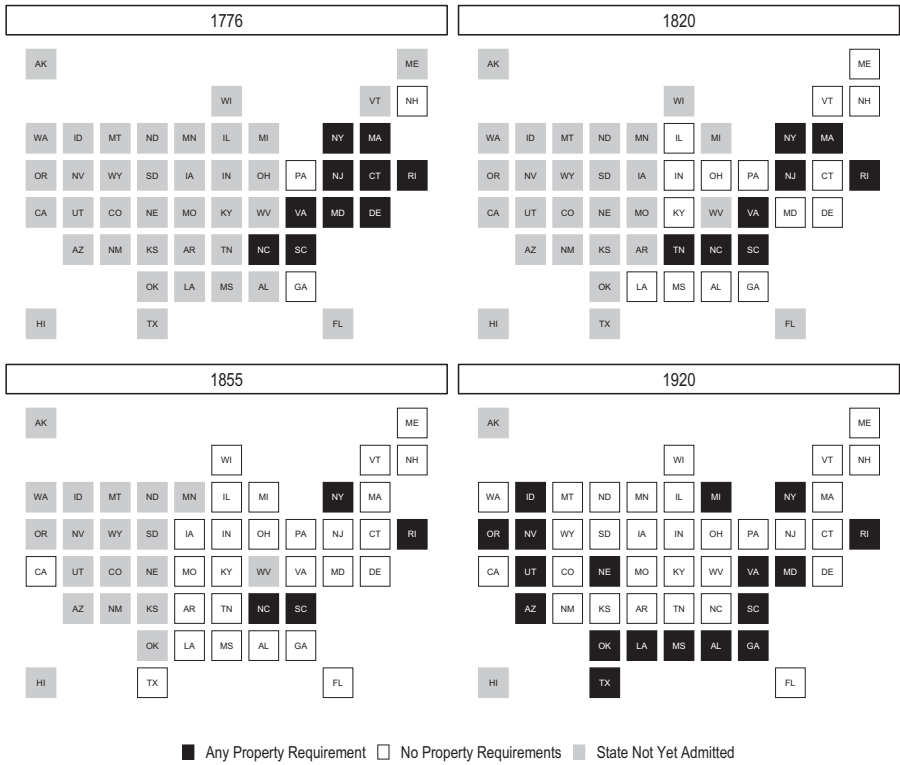 1776 1820
AK ME AK ME
WI VT NH WI VT NH
WA ID MT ND MN IL MI NY MA WA ID MT ND MN IL MI NY MA
OR NV WY SD IA IN OH PA NJ CT RI OR NV WY SD IA IN OH PA NJ CT RI
CA UT CO NE MO KY WV VA MD DE CA UT CO NE MO KY WV VA MD DE
AZ NM KS AR TN NC SC AZ NM KS AR TN NC SC
OK LA MS AL GA OK LA MS AL GA
HI TX FL HI TX FL
1855 1920
AK ME AK ME
WI VT NH WI VT NH
WA ID MT ND MN IL MI NY MA WA ID MT ND MN IL MI NY MA
OR NV WY SD IA IN OH PA NJ CT RI OR NV WY SD IA IN OH PA NJ CT RI
CA UT CO NE MO KY WV VA MD DE CA UT CO NE MO KY WV VA MD DE
AZ NM KS AR TN NC SC AZ NM KS AR TN NC SC
OK LA MS AL GA OK LA MS AL GA
HI TX FL HI TX FL
Any Property Requirement No Property Requirements State Not Yet Admitted